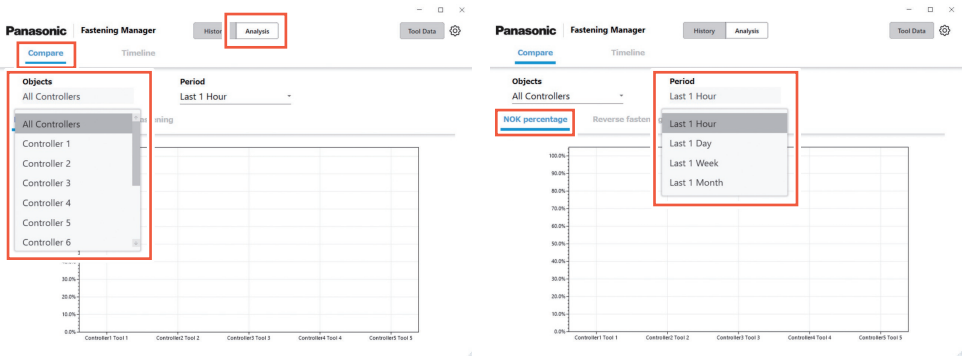 Panasonic Fastening Manager History Analysis Tool Data
Compare Timeline
Objects Period
All Controllers Last 1 Hour
All Controllers
Controller 1
Controller 2
Controller 3
Controller 4
Controller 5
Controller 6
30.0%
20.0%
10.0%
0.0%
Controller1 Tool 1 Controller2 Tool 2 Controller3 Tool 3 Controller4 Tool 4 Controller5 Tool 5
Panasonic Fastening Manager History Analysis Tool Data
Compare Timeline
Objects Period
All Controllers Last 1 Hour
NOK percentage Reverse fasten
Last 1 Hour
Last 1 Day
Last 1 Week
Last 1 Month
100.0%
90.0%
80.0%
70.0%
60.0%
50.0%
40.0%
30.0%
20.0%
10.0%
0.0%
Controller1 Tool 1 Controller2 Tool 2 Controller3 Tool 3 Controller4 Tool 4 Controller5 Tool 5